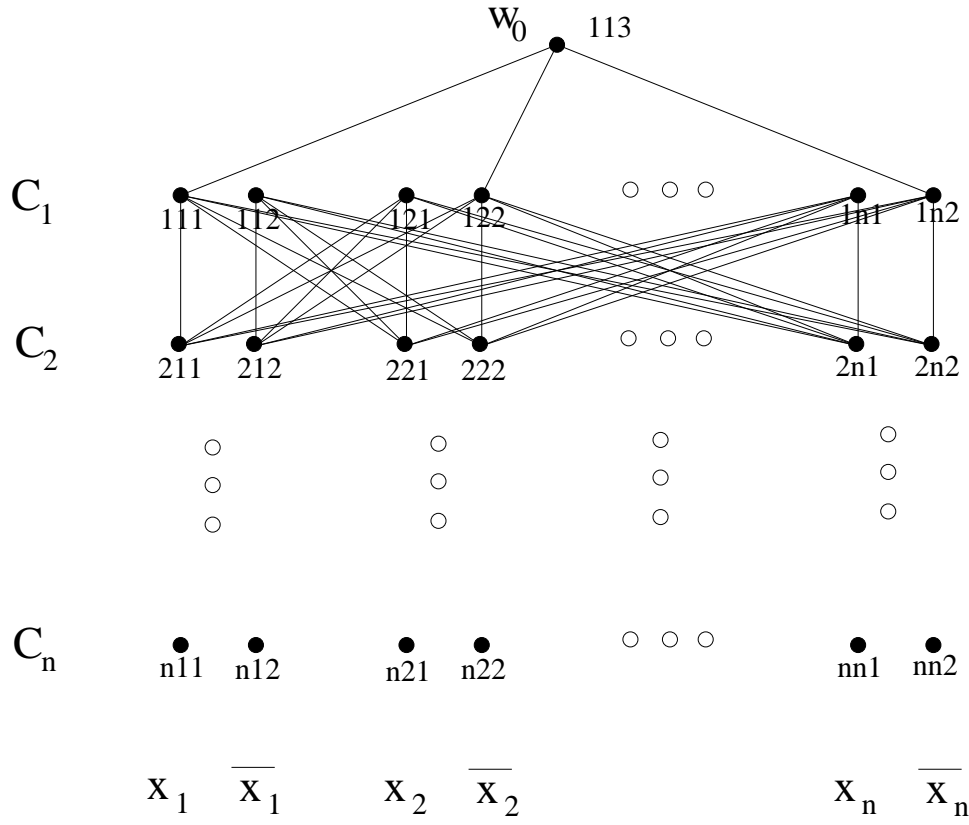 w₀ 113
C₁ 111 112 121 122 1n1 1n2
C₂ 211 212 221 222 2n1 2n2
Cₙ n11 n12 n21 n22 nn1 nn2
x₁ x̅₁ x₂ x̅₂ xₙ x̅ₙ